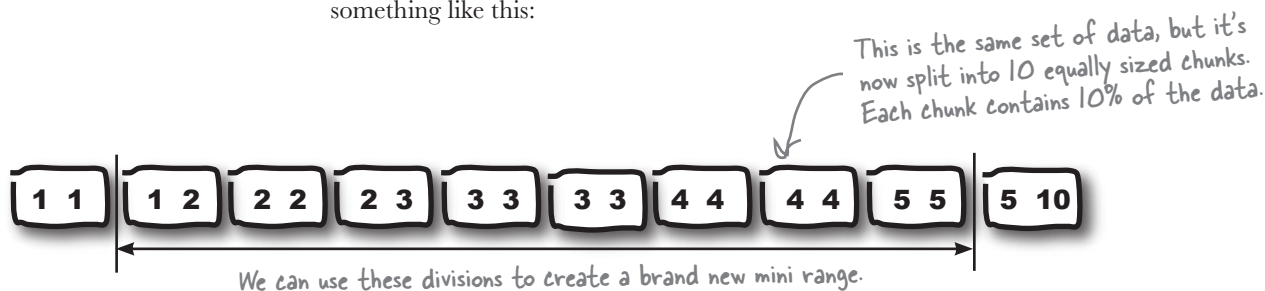 something like this:
This is the same set of data, but it's
now split into 10 equally sized chunks.
Each chunk contains 10% of the data.
1 1 1 2 2 2 2 3 3 3 3 3 4 4 4 4 5 5 5 10
We can use these divisions to create a brand new mini range.